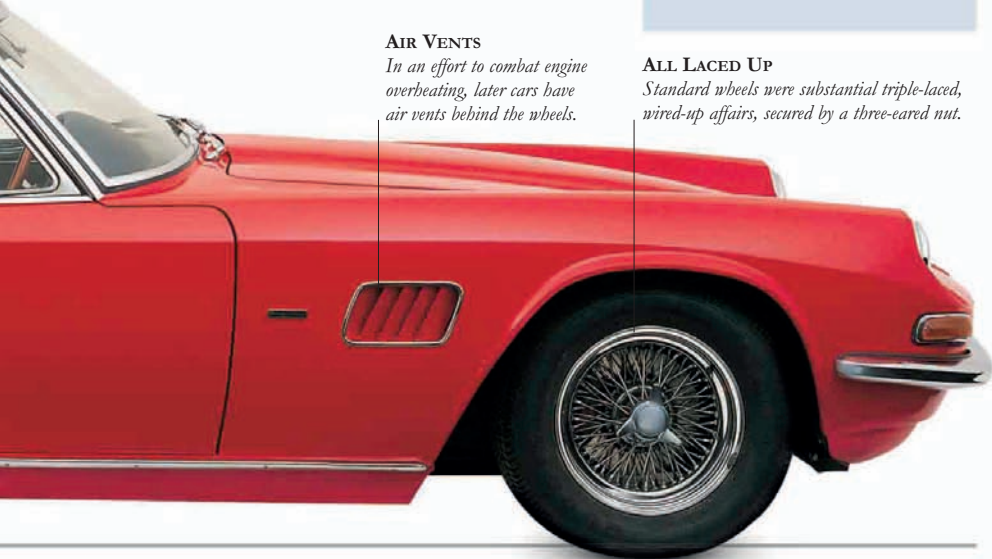 AIR VENTS
In an effort to combat engine
overheating, later cars have
air vents behind the wheels.
ALL LACED UP
Standard wheels were substantial triple-laced,
wired-up affairs, secured by a three-eared nut.